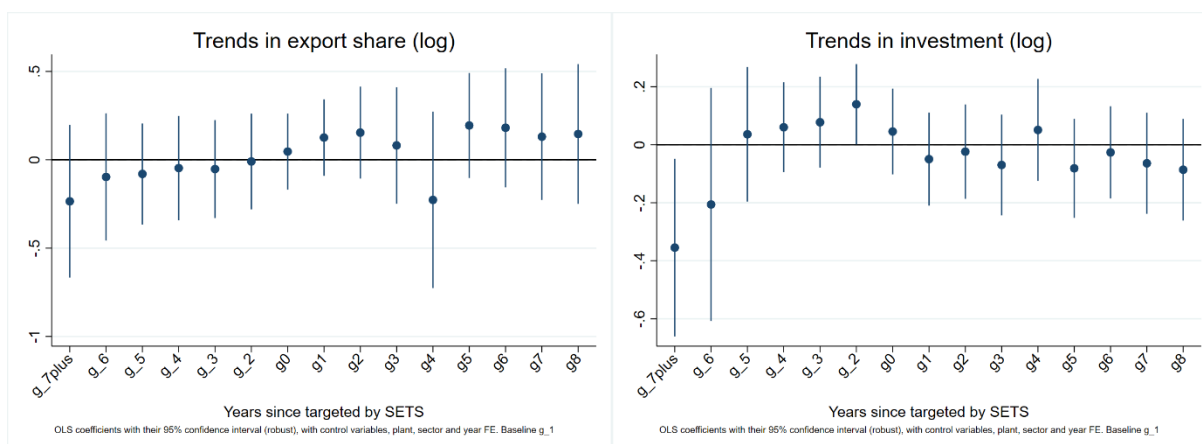 Trends in export share (log)
.5
0
-.5
-1
g_7plus
g_6
g_5
g_4
g_3
g_2
g0
g1
g2
g3
g4
g5
g6
g7
g8
Years since targeted by SETS
OLS coefficients with their 95% confidence interval (robust), with control variables, plant, sector and year FE. Baseline g_1
Trends in investment (log)
.2
0
-.2
-.4
-.6
g_7plus
g_6
g_5
g_4
g_3
g_2
g0
g1
g2
g3
g4
g5
g6
g7
g8
Years since targeted by SETS
OLS coefficients with their 95% confidence interval (robust), with control variables, plant, sector and year FE. Baseline g_1